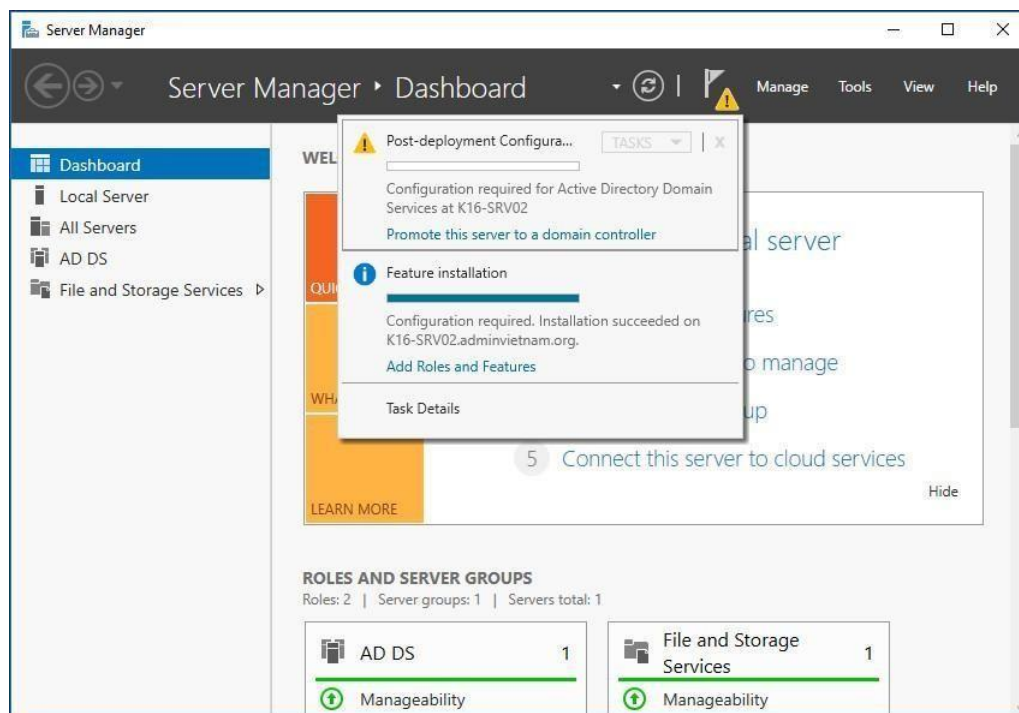 Server Manager
Server Manager ‣ Dashboard
Manage Tools View Help
Dashboard
Local Server
All Servers
AD DS
File and Storage Services
Post-deployment Configura...
TASKS
X
Configuration required for Active Directory Domain
Services at K16-SRV02
Promote this server to a domain controller
Feature installation
Configuration required. Installation succeeded on
K16-SRV02.adminvietnam.org.
Add Roles and Features
Task Details
WEL
al server
QUI
res
o manage
WH
up
5 Connect this server to cloud services
Hide
LEARN MORE
ROLES AND SERVER GROUPS
Roles: 2 | Server groups: 1 | Servers total: 1
AD DS 1
Manageability
File and Storage
Services 1
Manageability